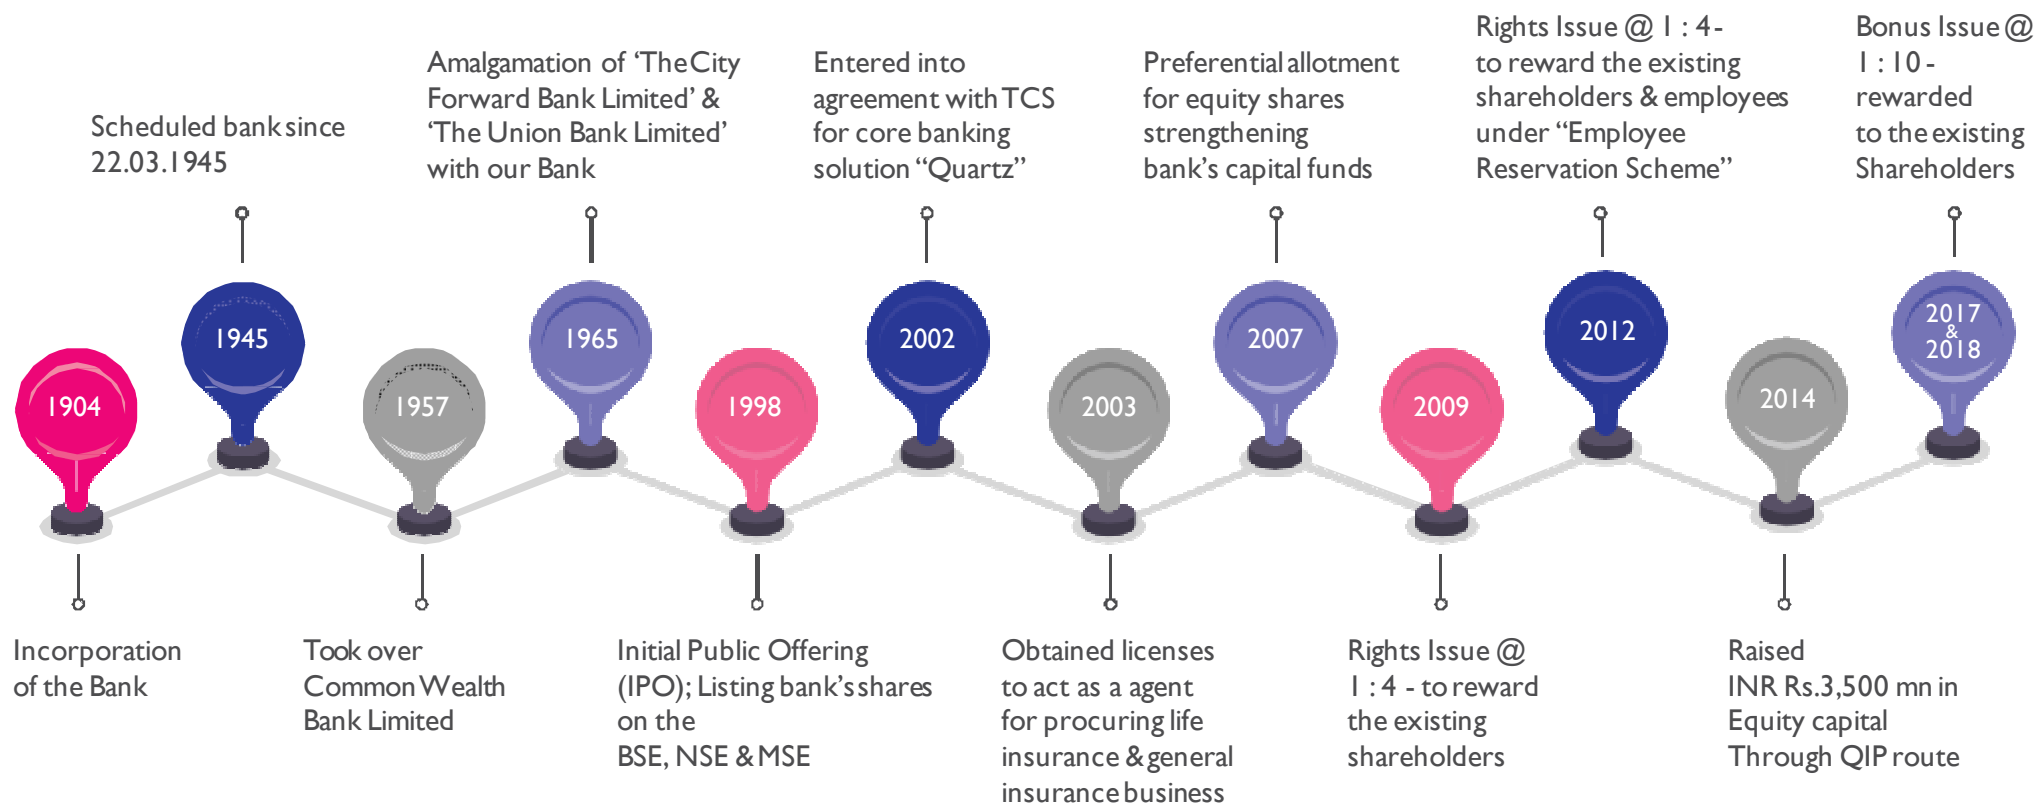 1904
Incorporation
of the Bank
Scheduled bank since
22.03.1945
1945
1957
Took over
Common Wealth
Bank Limited
Amalgamation of ‘The City
Forward Bank Limited’ &
‘The Union Bank Limited’
with our Bank
1965
1998
Initial Public Offering
(IPO); Listing bank’s shares
on the
BSE, NSE & MSE
Entered into
agreement with TCS
for core banking
solution “Quartz”
2002
2003
Obtained licenses
to act as a agent
for procuring life
insurance & general
insurance business
Preferential allotment
for equity shares
strengthening
bank’s capital funds
2007
2009
Rights Issue @
1 : 4 - to reward
the existing
shareholders
Rights Issue @ 1 : 4 -
to reward the existing
shareholders & employees
under “Employee
Reservation Scheme”
2012
2014
Raised
INR Rs.3,500 mn in
Equity capital
Through QIP route
Bonus Issue @
1 : 10 -
rewarded
to the existing
Shareholders
2017
&
2018